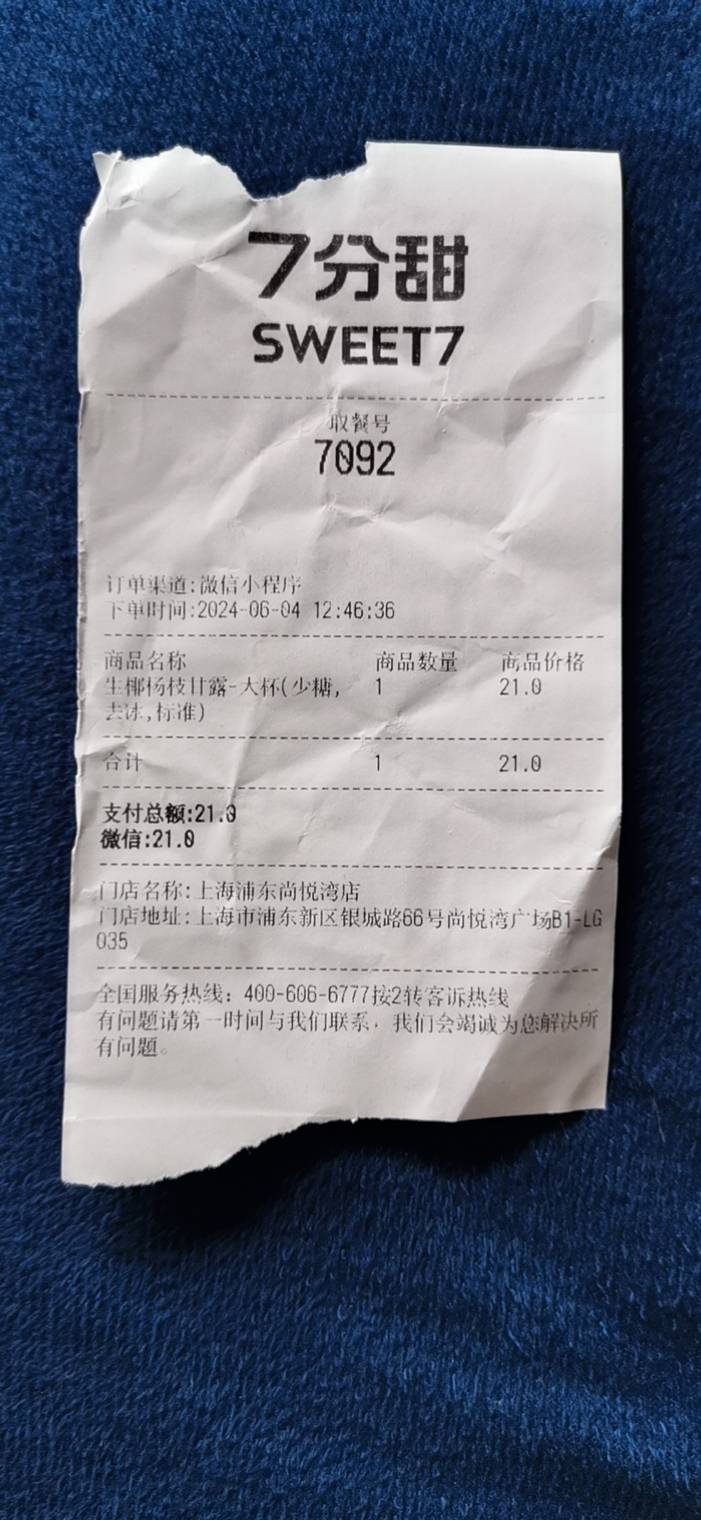 7分甜
SWEET7
取餐号
7092
订单渠道:微信小程序
下单时间:2024-06-04 12:46:36
商品名称 商品数量 商品价格
生椰杨枝甘露-大杯(少糖, 1 21.0
去冰,标准)
合计 1 21.0
支付总额:21.0
微信:21.0
门店名称:上海浦东尚悦湾店
门店地址:上海市浦东新区银城路66号尚悦湾广场B1-LG
035
全国服务热线: 400-606-6777按2转客诉热线
有问题请第一时间与我们联系, 我们会竭诚为您解决所
有问题。